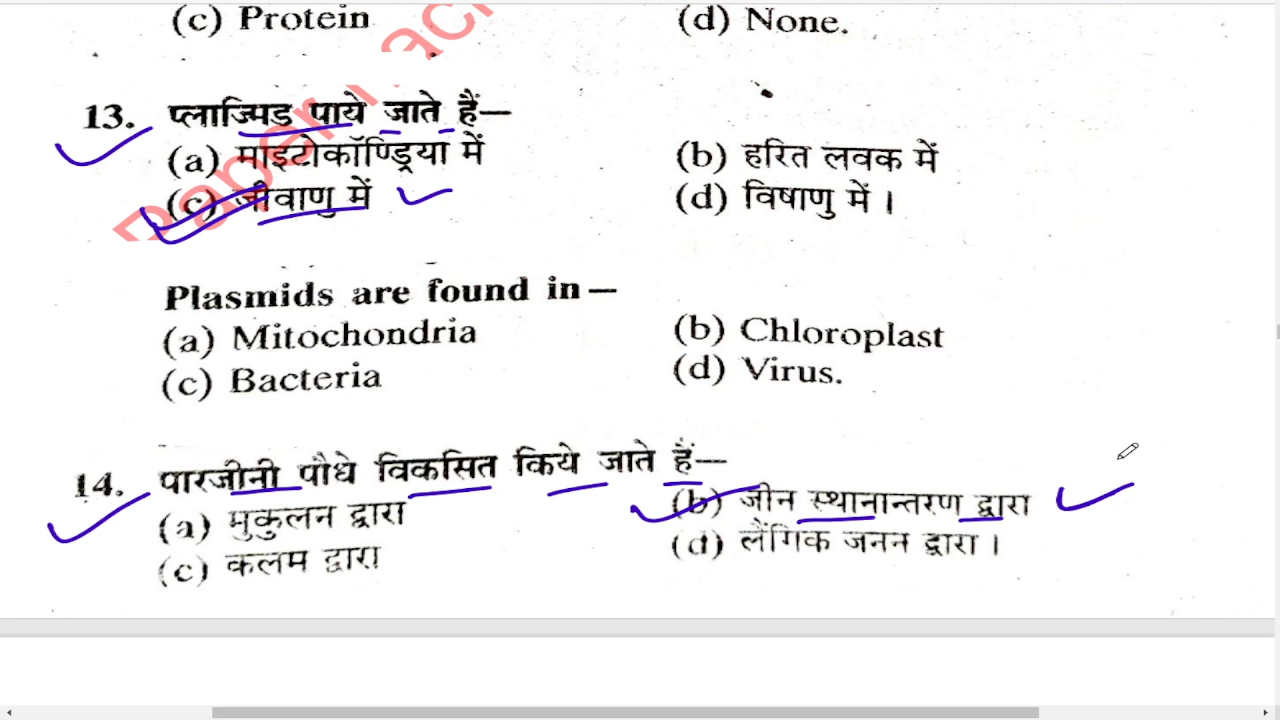 (c) Protein (d) None.
13. प्लाज्मिड पाये जाते हैं—
(a) माइटोकॉण्ड्रिया में (b) हरित लवक में
(c) जीवाणु में (d) विषाणु में।
Plasmids are found in—
(a) Mitochondria (b) Chloroplast
(c) Bacteria (d) Virus.
14. पारजीनी पौधे विकसित किये जाते हैं—
(a) मुकुलन द्वारा (b) जीन स्थानान्तरण द्वारा
(c) कलम द्वारा (d) लैंगिक जनन द्वारा।